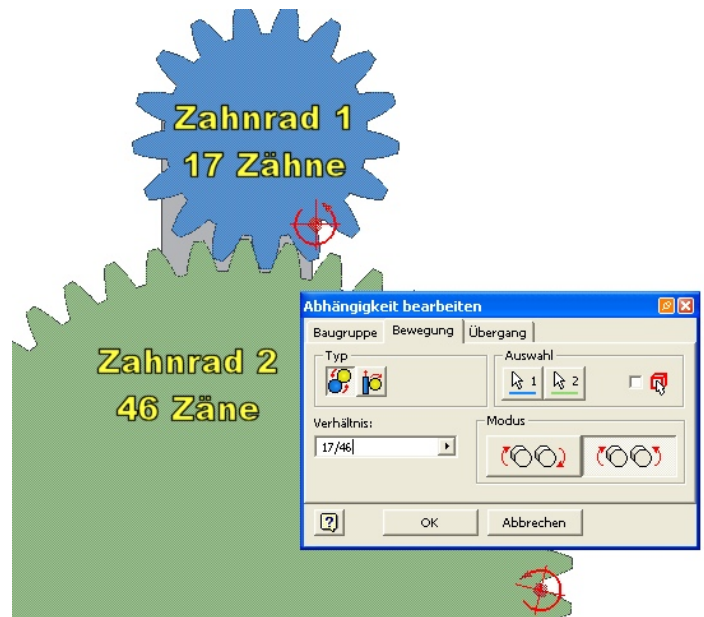 Zahnrad 1
17 Zähne
Zahnrad 2
46 Zäne
Abhängigkeit bearbeiten
Baugruppe Bewegung Übergang
Typ
Auswahl
1 2
Verhältnis:
17/46
Modus
? OK Abbrechen